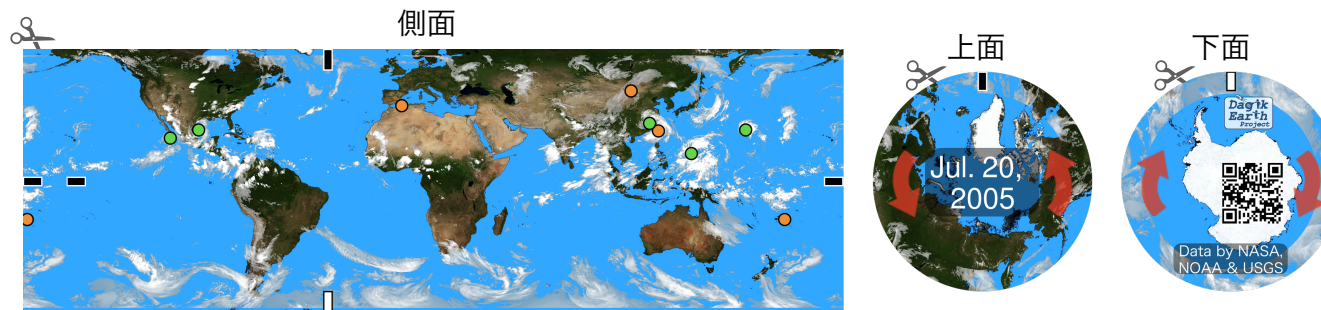 側面
上面
下面
Jul. 20,
2005
Dagik
Earth
Project
Data by NASA,
NOAA & USGS